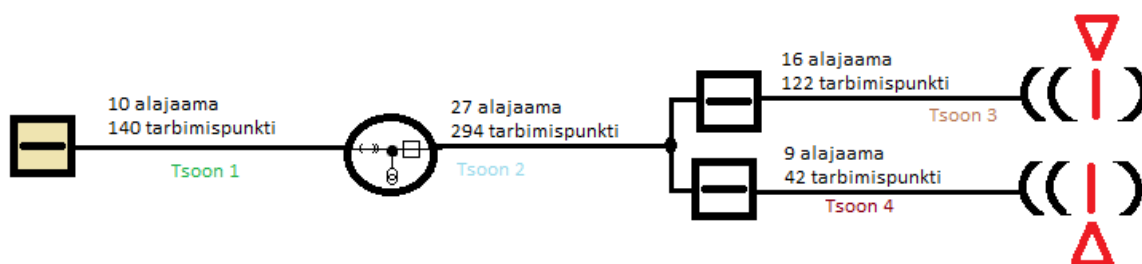 10 alajaama
140 tarbimispunkti
Tsoon 1
27 alajaama
294 tarbimispunkti
Tsoon 2
16 alajaama
122 tarbimispunkti
Tsoon 3
9 alajaama
42 tarbimispunkti
Tsoon 4